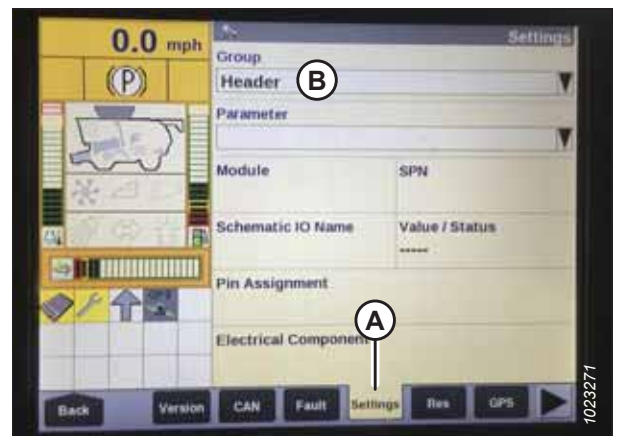 0.0 mph
Settings
Group
Header
B
(P)
Parameter
Module
SPN
Schematic IO Name
Value / Status
-----
Pin Assignment
A
Electrical Component
Back
Version
CAN
Fault
Settings
Res
GPS
1023271